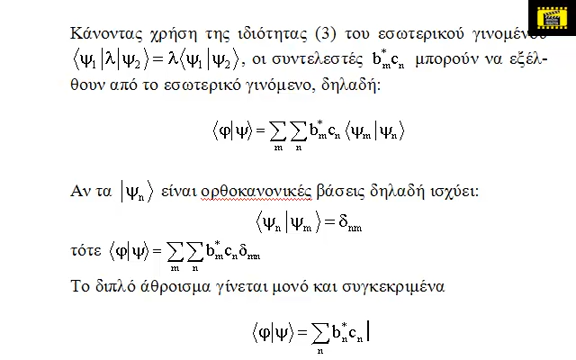 Κάνοντας χρήση της ιδιότητας (3) του εσωτερικού γινομένου
⟨ψ₁|λ|ψ₂⟩ = λ⟨ψ₁|ψ₂⟩, οι συντελεστές b*ₘcₙ μπορούν να εξέλ-
θουν από το εσωτερικό γινόμενο, δηλαδή:
⟨φ|ψ⟩ = ∑ₘ ∑ₙ b*ₘcₙ ⟨ψₘ|ψₙ⟩
Αν τα |ψₙ⟩ είναι ορθοκανονικές βάσεις δηλαδή ισχύει:
⟨ψₙ|ψₘ⟩ = δₙₘ
τότε ⟨φ|ψ⟩ = ∑ₘ ∑ₙ b*ₘcₙδₘₙ
Το διπλό άθροισμα γίνεται μονό και συγκεκριμένα
⟨φ|ψ⟩ = ∑ₙ b*ₙcₙ